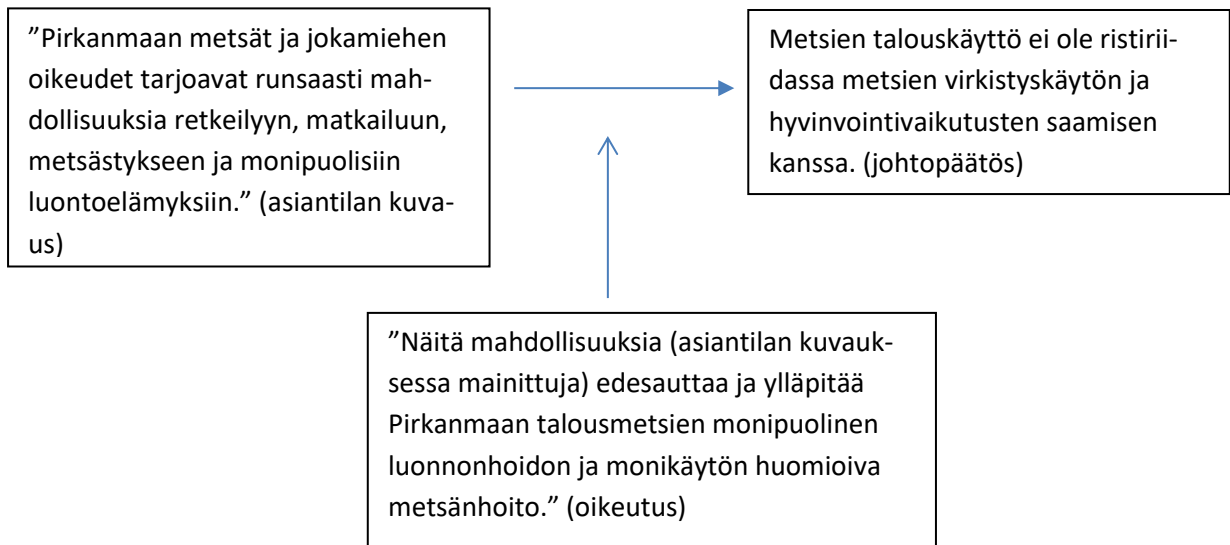 ”Pirkanmaan metsät ja jokamiehen
oikeudet tarjoavat runsaasti mah-
dollisuuksia retkeilyyn, matkailuun,
metsästykseen ja monipuolisiin
luontoelämyksiin.” (asiantilan kuva-
us)
Metsien talouskäyttö ei ole ristirii-
dassa metsien virkistyskäytön ja
hyvinvointivaikutusten saamisen
kanssa. (johtopäätös)
”Näitä mahdollisuuksia (asiantilan kuvauk-
sessa mainittuja) edesauttaa ja ylläpitää
Pirkanmaan talousmetsien monipuolinen
luonnonhoidon ja monikäytön huomioiva
metsänhoito.” (oikeutus)